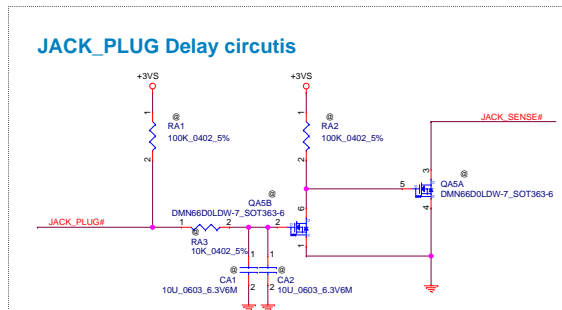 JACK_PLUG Delay circutis
+3VS
+3VS
1
@
RA1
100K_0402_5%
2
1
@
RA2
100K_0402_5%
2
JACK_SENSE#
3
@
QA5A
DMN66D0LDW-7_SOT363-6
5
4
@
QA5B
DMN66D0LDW-7_SOT363-6
6
2
1
JACK_PLUG#
1
2
@
RA3
10K_0402_5%
@
1
CA1
2
10U_0603_6.3V6M
@
1
CA2
2
10U_0603_6.3V6M